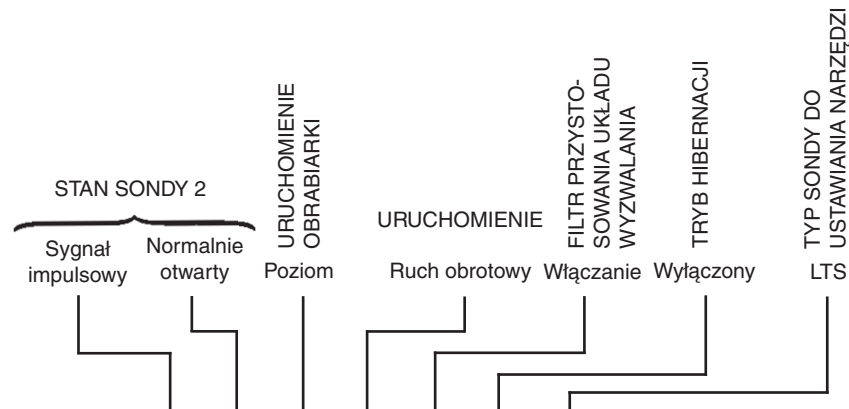 STAN SONDY 2
Sygnał
impulsowy
Normalnie
otwarty
URUCHOMIENIE
OBRABIARKI
Poziom
URUCHOMIENIE
Ruch obrotowy
FILTR PRZYSTO-
SOWANIA UKŁADU
WYZWALANIA
Włączanie
TRYB HIBERNACJI
Wyłączony
TYP SONDY DO
USTAWIANIA NARZĘDZI
LTS